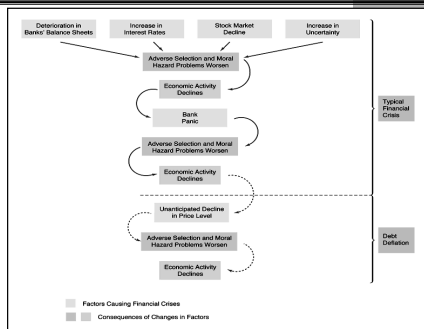 Deterioration in
Banks' Balance Sheets
Increase in
Interest Rates
Stock Market
Decline
Increase in
Uncertainty
Adverse Selection and Moral
Hazard Problems Worsen
Economic Activity
Declines
Typical
Financial
Crisis
Bank
Panic
Adverse Selection and Moral
Hazard Problems Worsen
Economic Activity
Declines
Unanticipated Decline
in Price Level
Adverse Selection and Moral
Hazard Problems Worsen
Debt
Deflation
Economic Activity
Declines
Factors Causing Financial Crises
Consequences of Changes in Factors